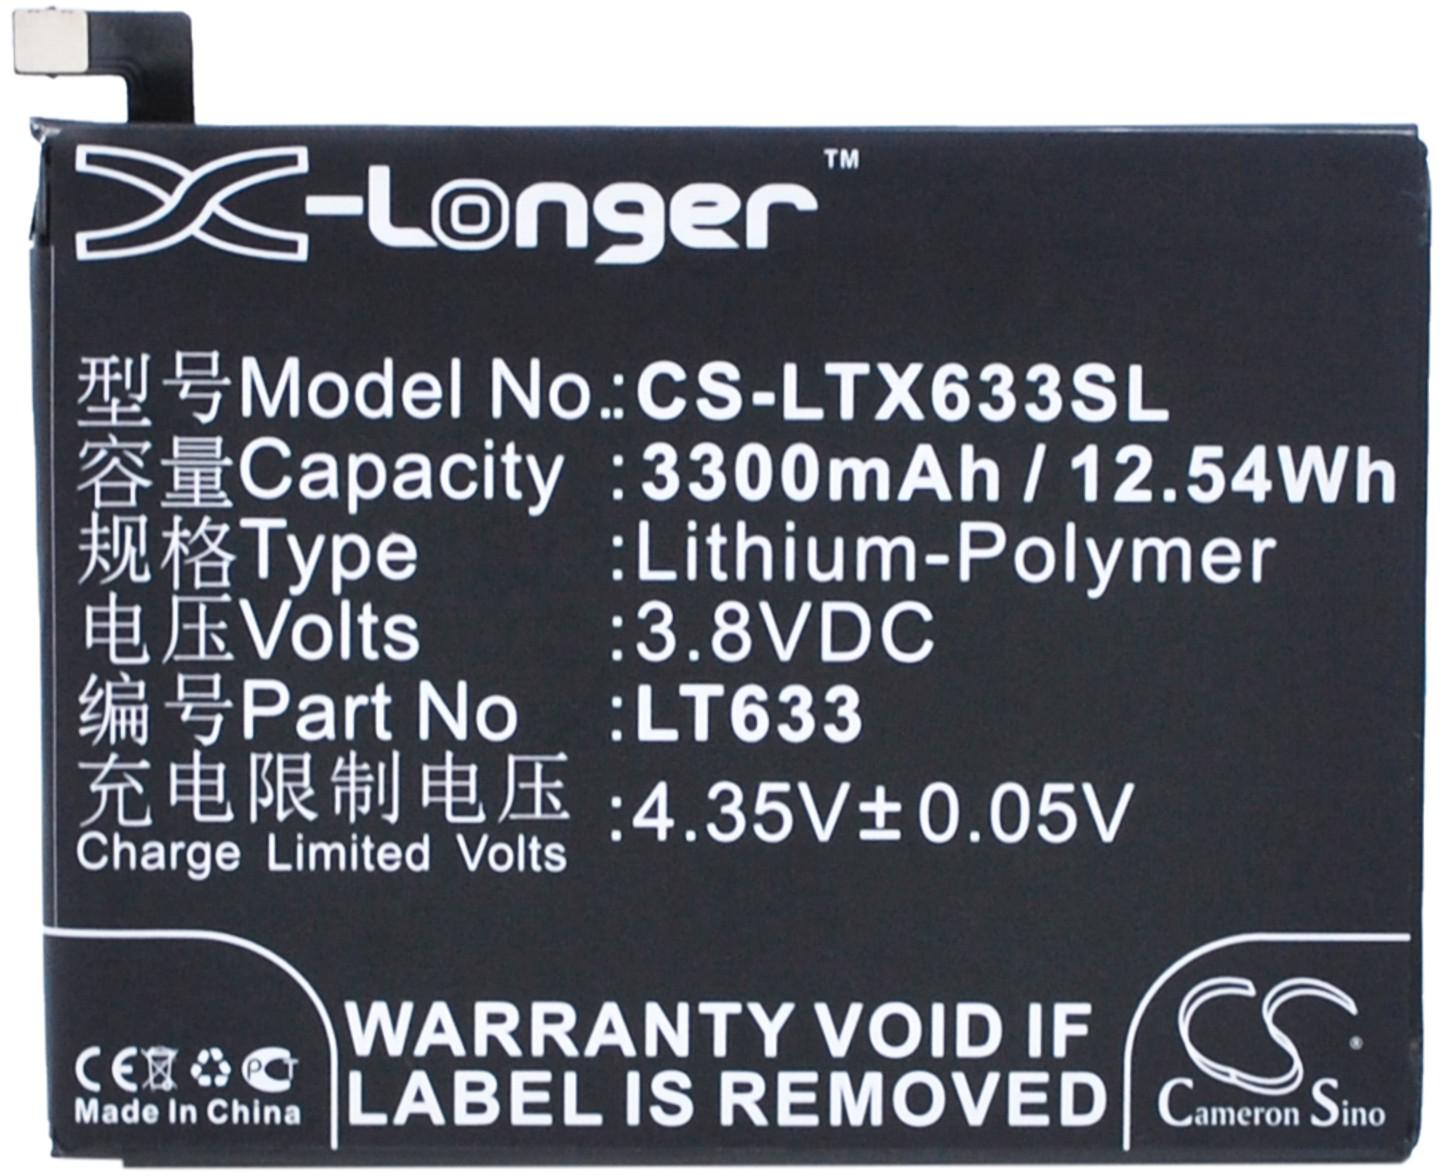 X-Longer™
型号Model No.:CS-LTX633SL
容量Capacity :3300mAh / 12.54Wh
规格Type :Lithium-Polymer
电压Volts :3.8VDC
编号Part No :LT633
充电限制电压 :4.35V±0.05V
Charge Limited Volts
WARRANTY VOID IF
LABEL IS REMOVED
CE PCT
Made In China
CS®
Cameron Sino